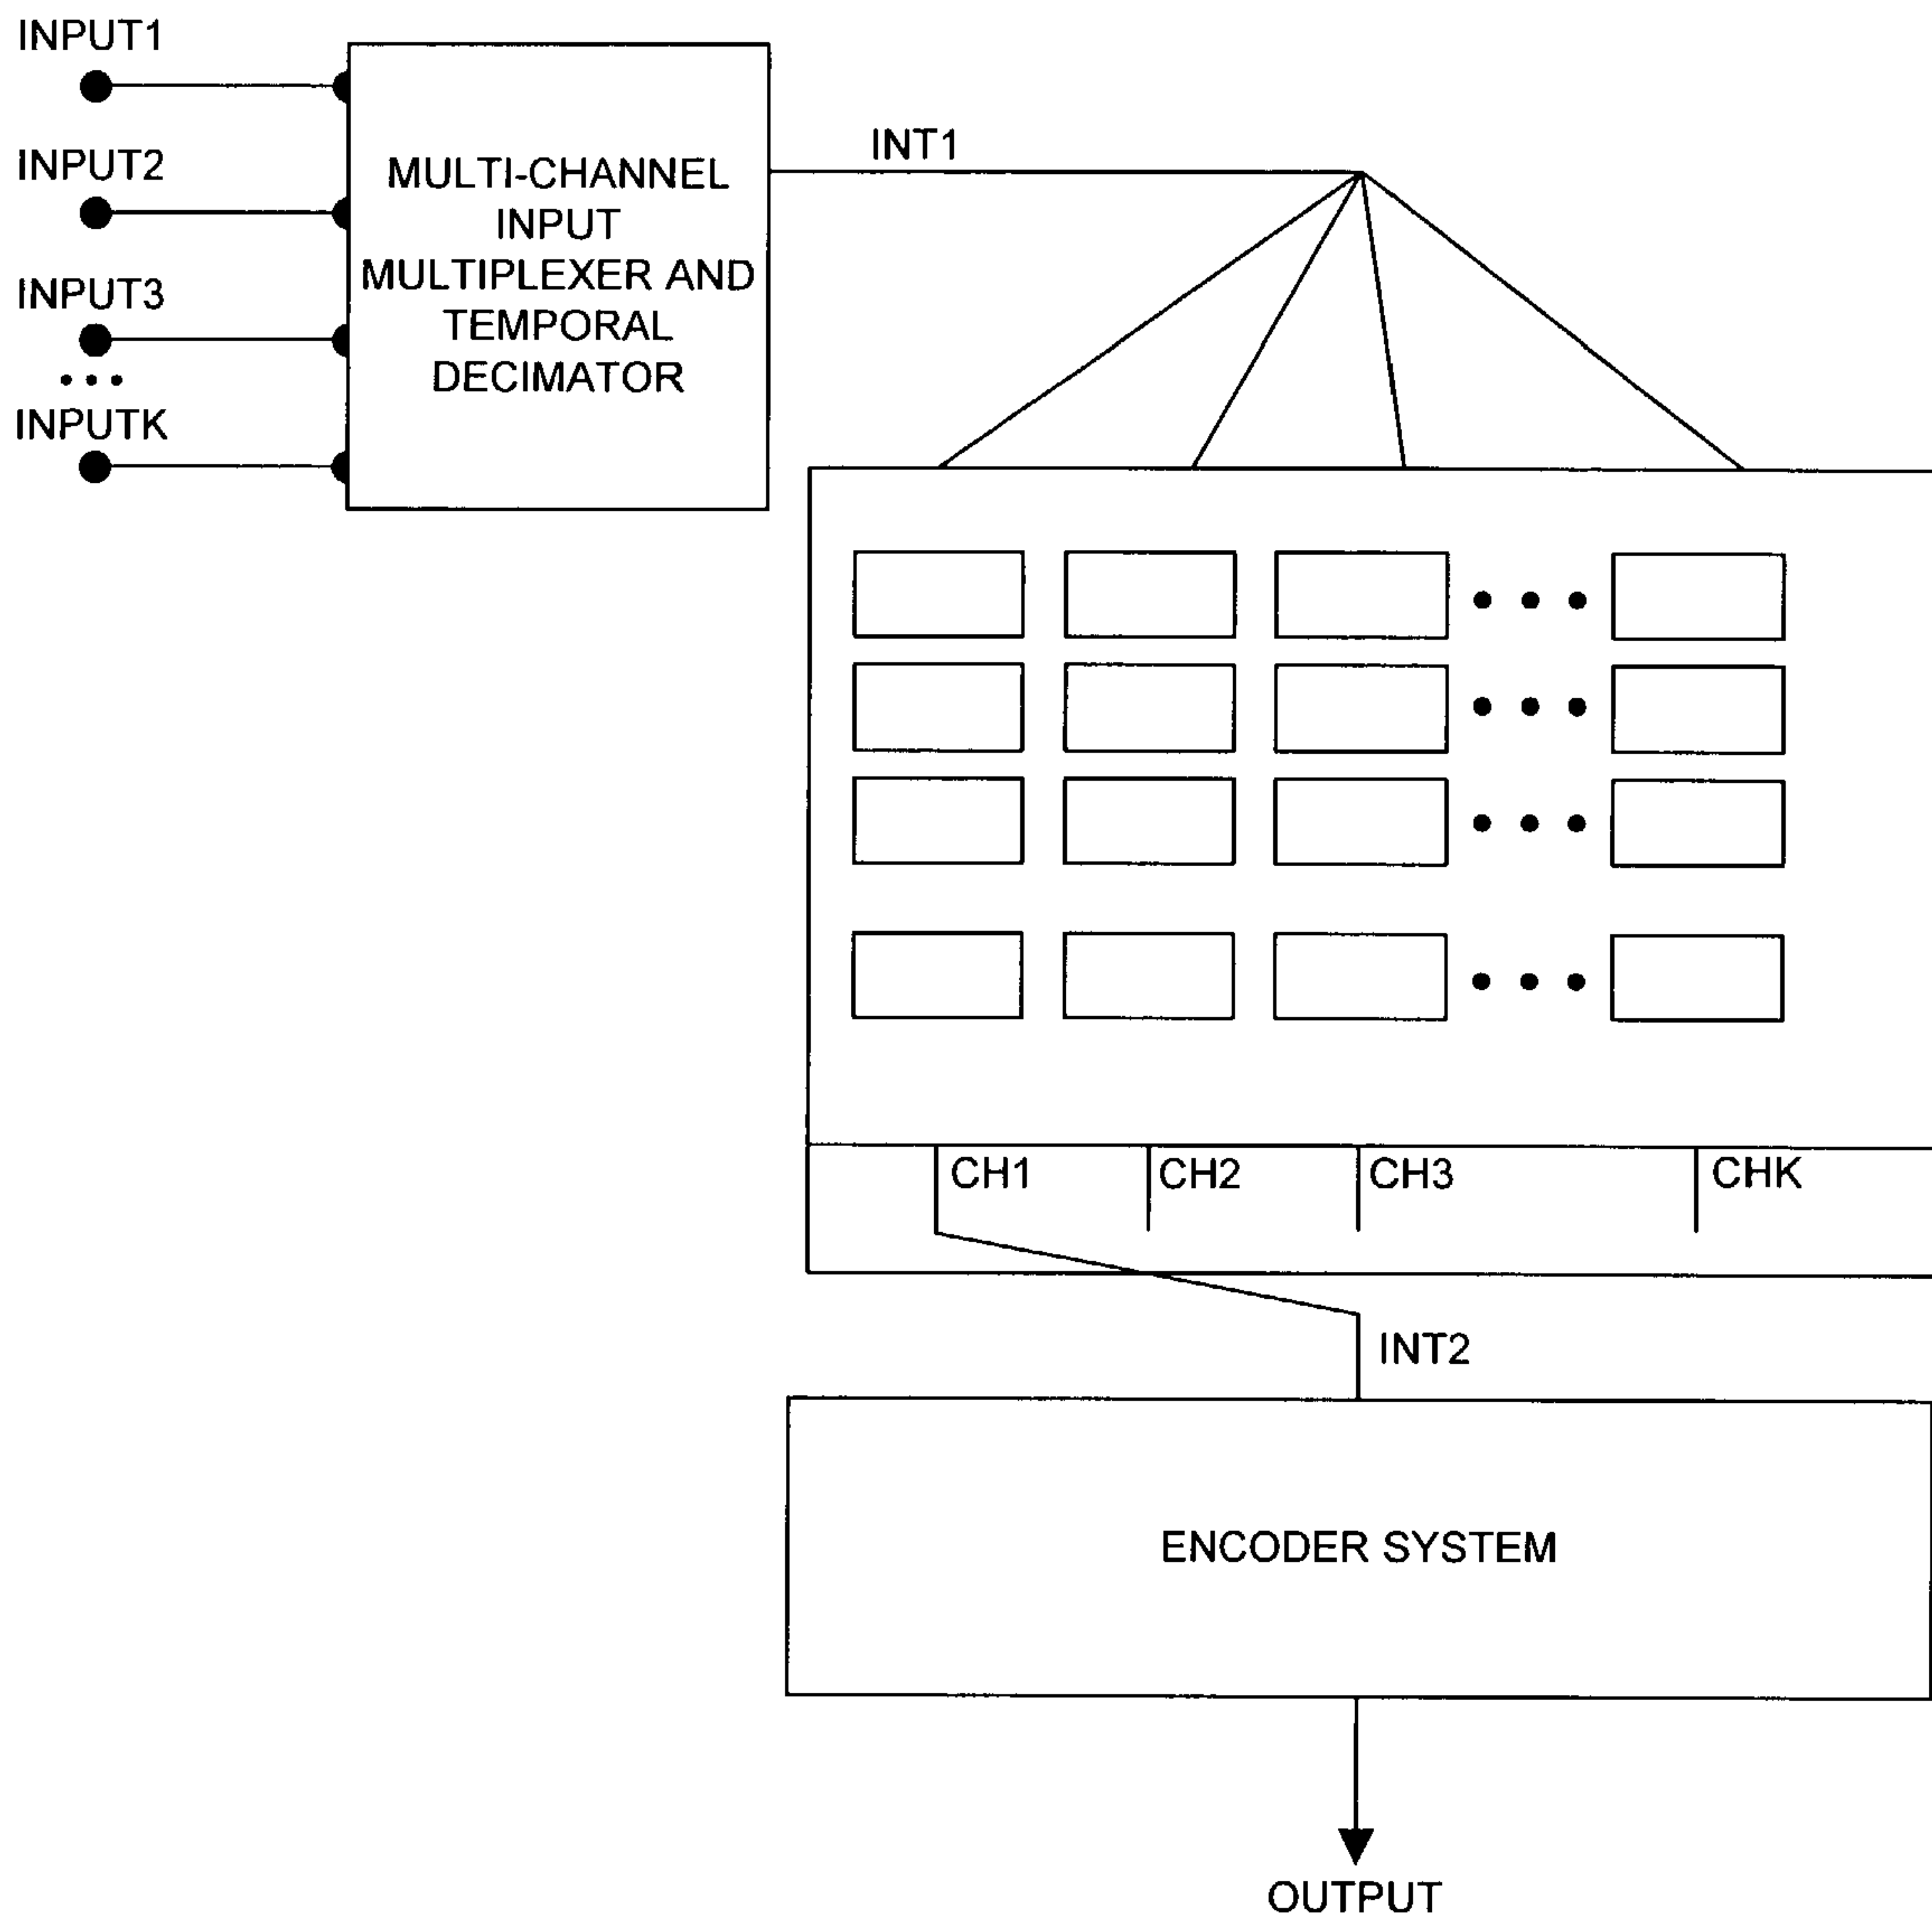 INPUT1
INPUT2
INPUT3
INPUTK
MULTI-CHANNEL
INPUT
MULTIPLEXER AND
TEMPORAL
DECIMATOR
INT1
CH1
CH2
CH3
CHK
INT2
ENCODER SYSTEM
OUTPUT